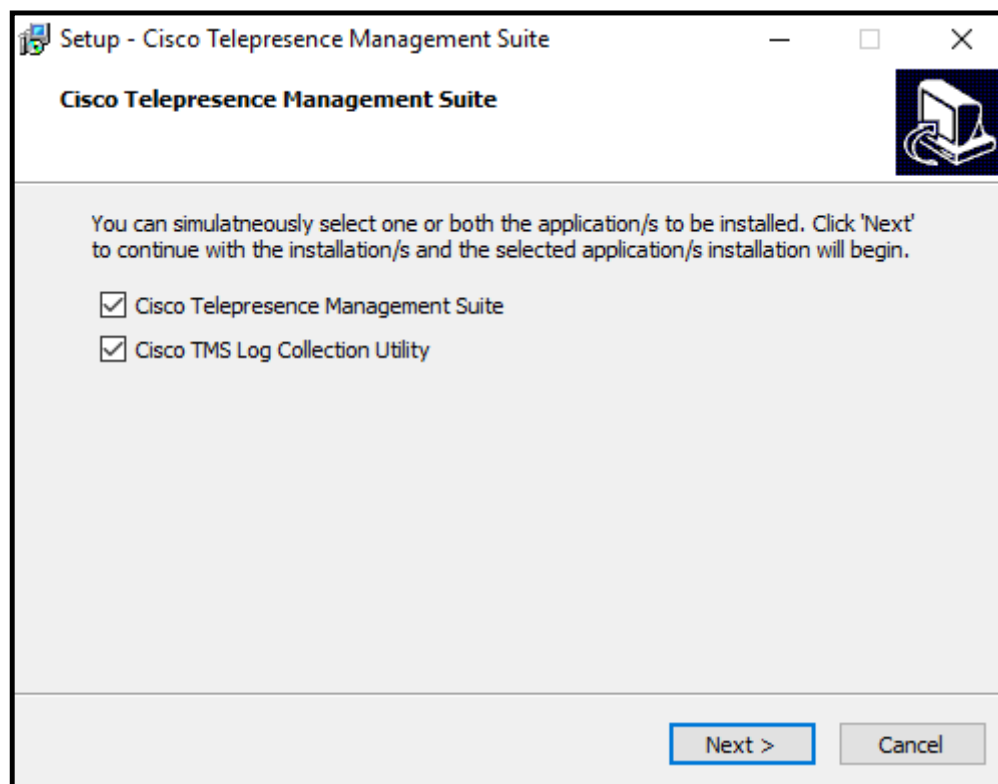 Setup - Cisco Telepresence Management Suite
Cisco Telepresence Management Suite
You can simulatneously select one or both the application/s to be installed. Click 'Next'
to continue with the installation/s and the selected application/s installation will begin.
Cisco Telepresence Management Suite
Cisco TMS Log Collection Utility
Next >
Cancel